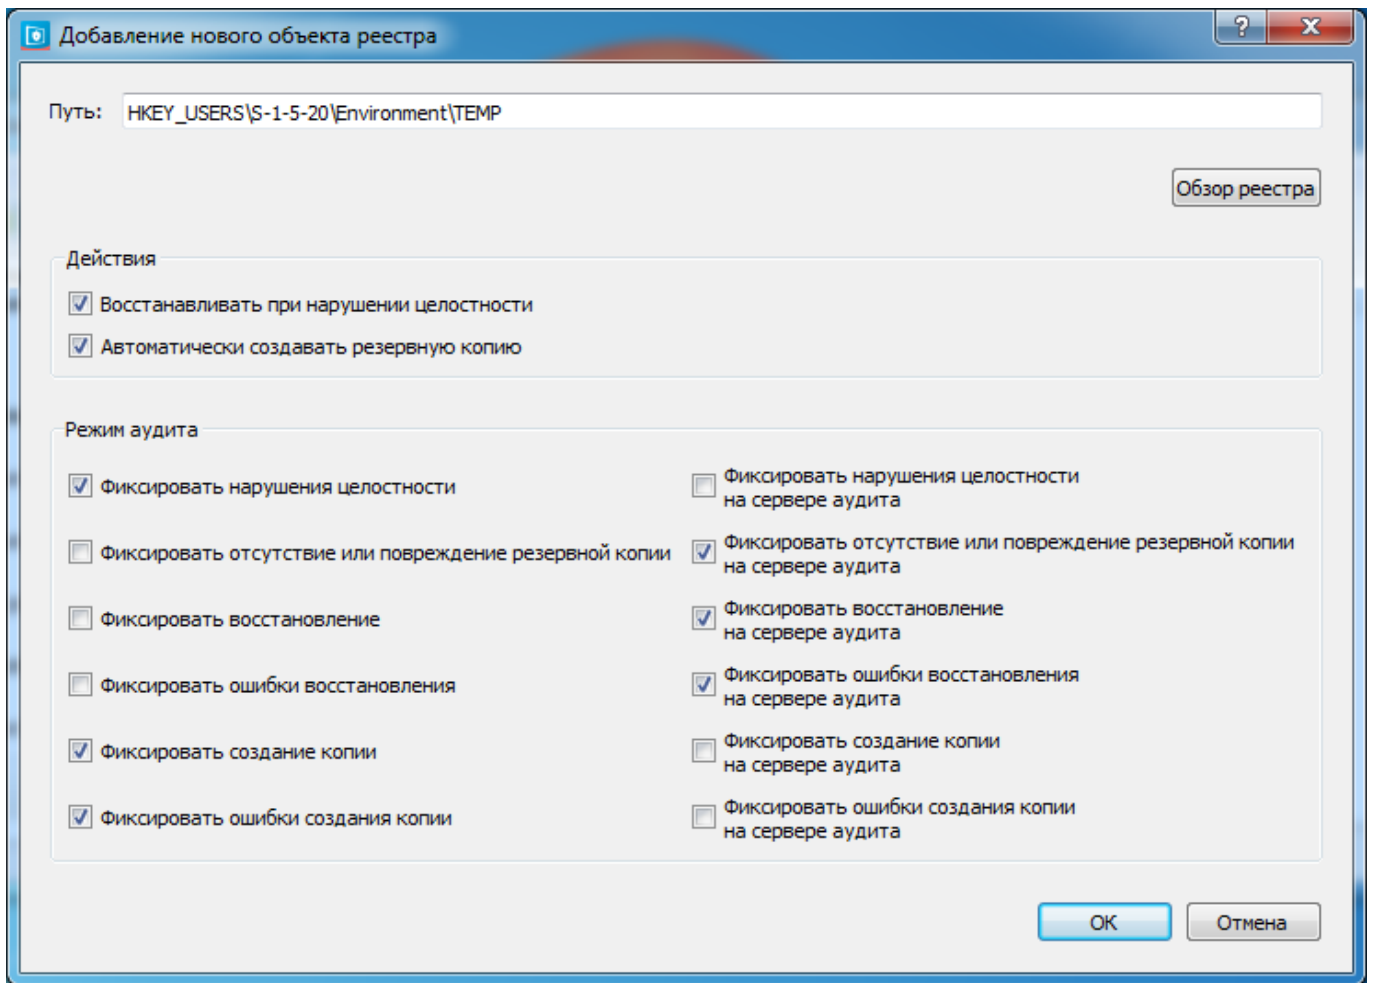 Добавление нового объекта реестра
?
Путь: HKEY_USERS\S-1-5-20\Environment\TEMP
Обзор реестра
Действия
Восстанавливать при нарушении целостности
Автоматически создавать резервную копию
Режим аудита
Фиксировать нарушения целостности
Фиксировать нарушения целостности
на сервере аудита
Фиксировать отсутствие или повреждение резервной копии
Фиксировать отсутствие или повреждение резервной копии
на сервере аудита
Фиксировать восстановление
Фиксировать восстановление
на сервере аудита
Фиксировать ошибки восстановления
Фиксировать ошибки восстановления
на сервере аудита
Фиксировать создание копии
Фиксировать создание копии
на сервере аудита
Фиксировать ошибки создания копии
Фиксировать ошибки создания копии
на сервере аудита
OK
Отмена